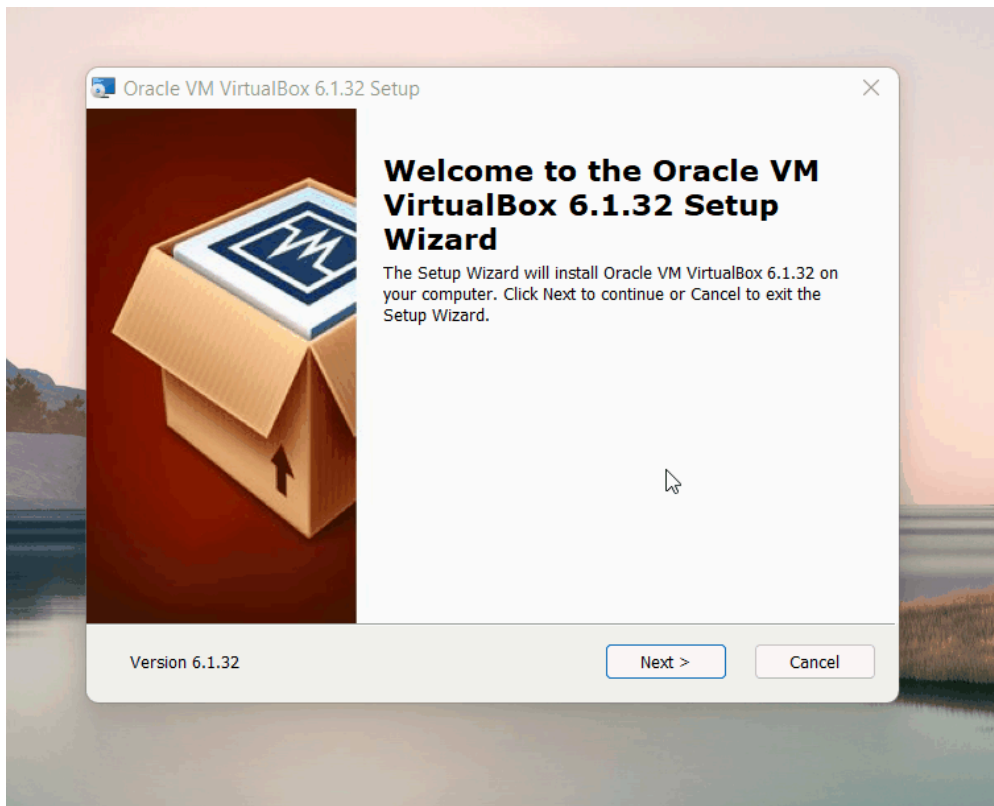 Oracle VM VirtualBox 6.1.32 Setup
Welcome to the Oracle VM
VirtualBox 6.1.32 Setup
Wizard
The Setup Wizard will install Oracle VM VirtualBox 6.1.32 on
your computer. Click Next to continue or Cancel to exit the
Setup Wizard.
Version 6.1.32
Next >
Cancel